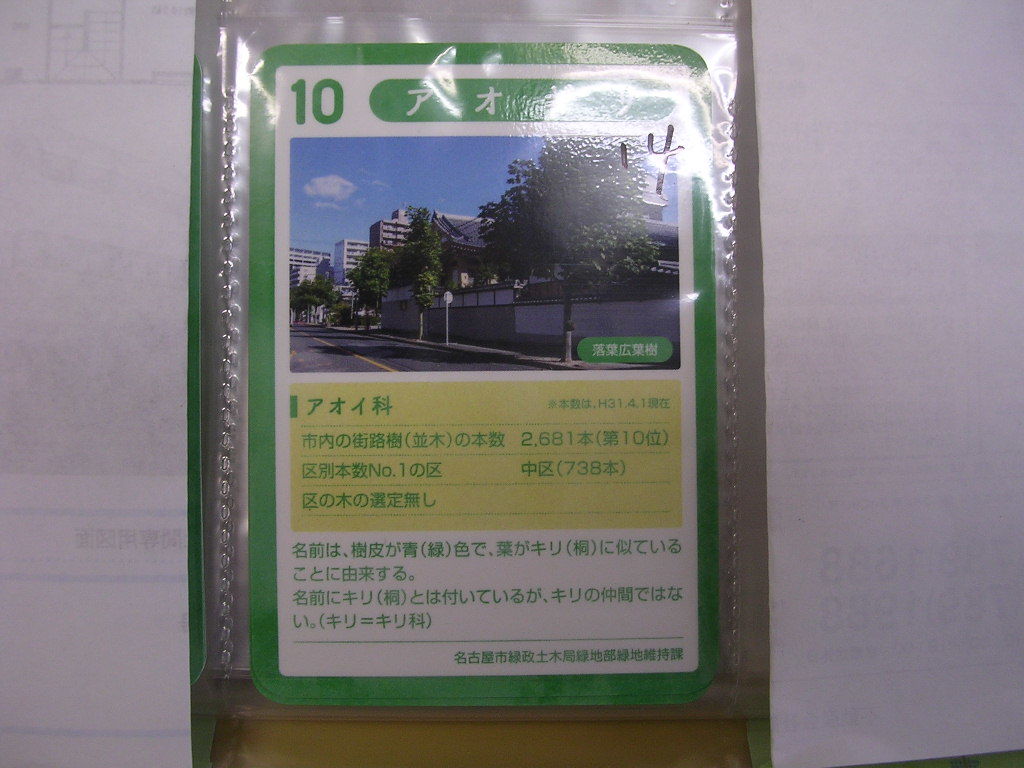 10
アオギリ
14
落葉広葉樹
アオイ科
※本数は、H31.4.1現在
市内の街路樹(並木)の本数 2,681本(第10位)
区別本数No.1の区 中区(738本)
区の木の選定無し
名前は、樹皮が青(緑)色で、葉がキリ(桐)に似ている
ことに由来する。
名前にキリ(桐)とは付いているが、キリの仲間ではな
い。(キリ=キリ科)
名古屋市緑政土木局緑地部緑地維持課